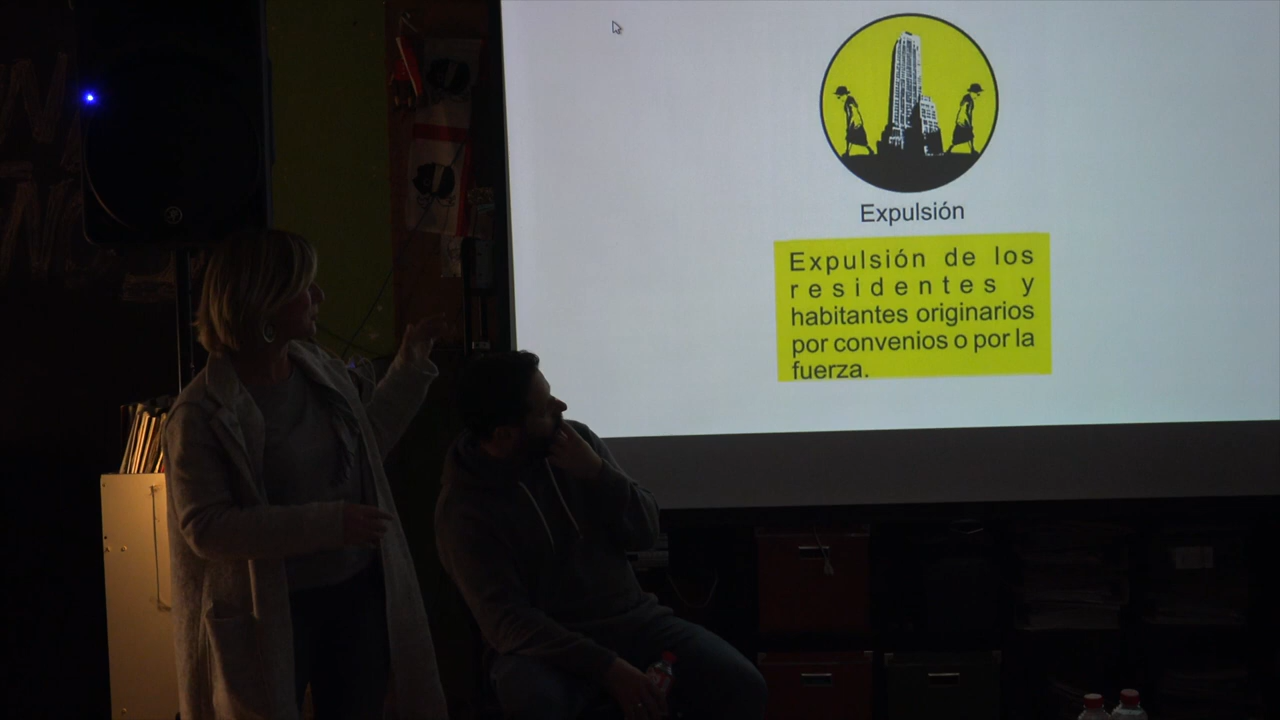 Expulsión
Expulsión de los
residentes y
habitantes originarios
por convenios o por la
fuerza.